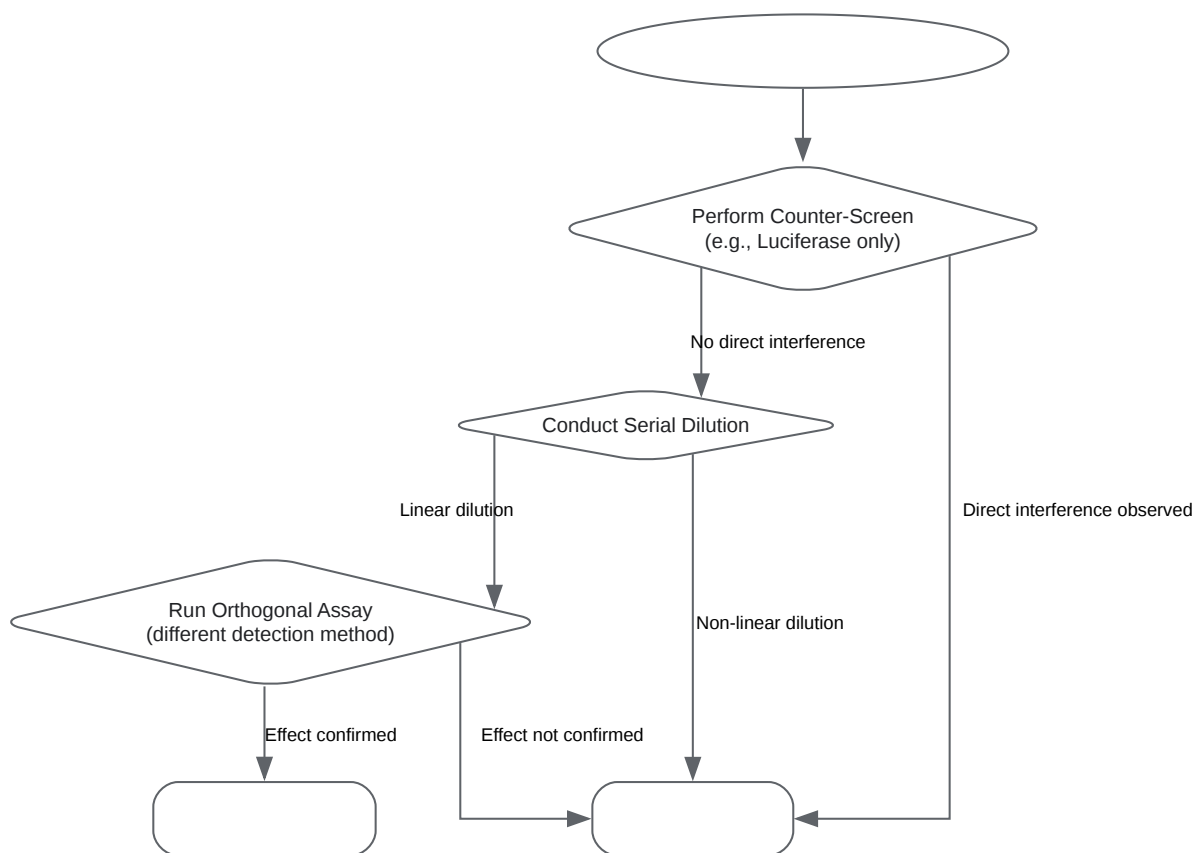 Perform Counter-Screen
(e.g., Luciferase only)
No direct interference
Conduct Serial Dilution
Linear dilution
Direct interference observed
Run Orthogonal Assay
(different detection method)
Non-linear dilution
Effect confirmed
Effect not confirmed